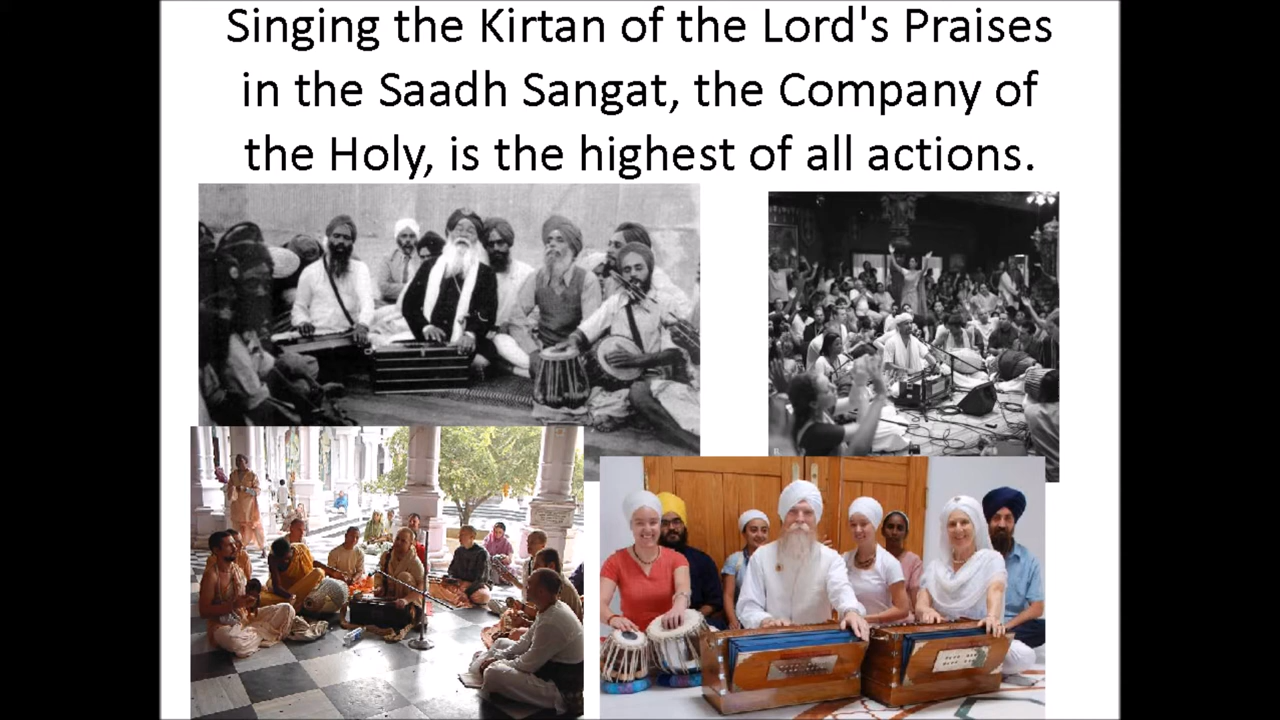 Singing the Kirtan of the Lord's Praises
in the Saadh Sangat, the Company of
the Holy, is the highest of all actions.